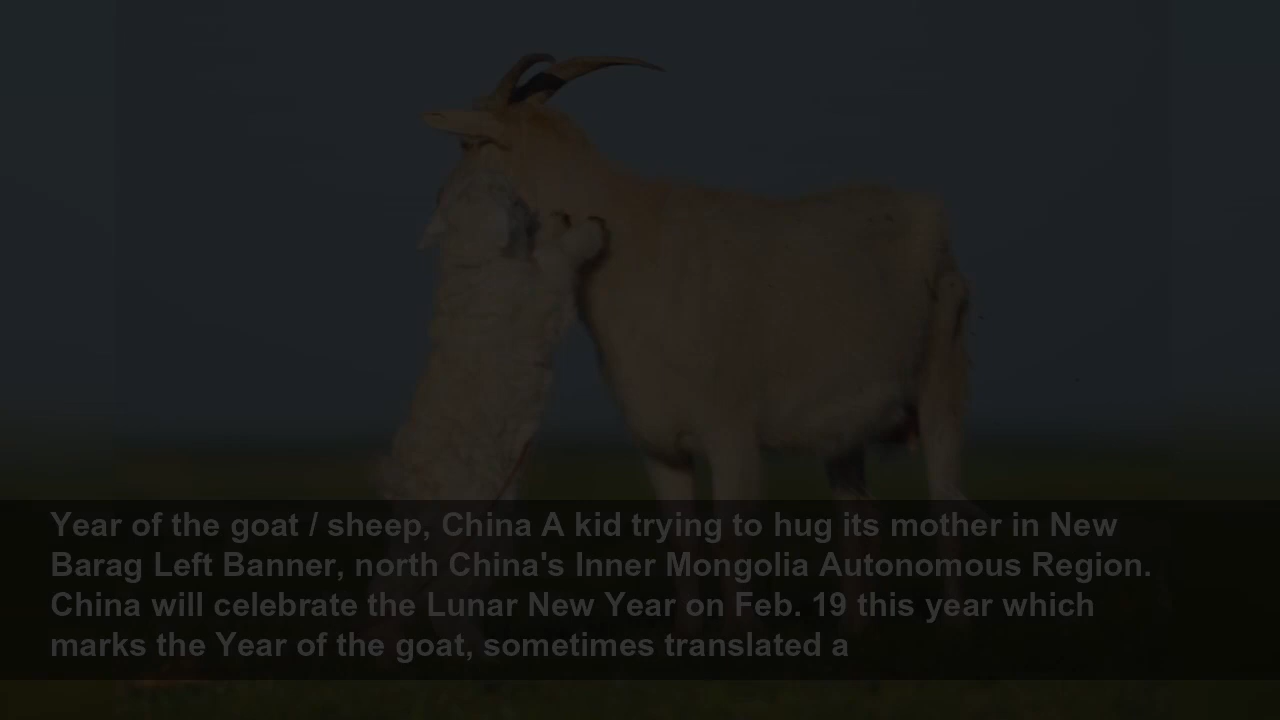 Year of the goat / sheep, China A kid trying to hug its mother in New
Barag Left Banner, north China's Inner Mongolia Autonomous Region.
China will celebrate the Lunar New Year on Feb. 19 this year which
marks the Year of the goat, sometimes translated a